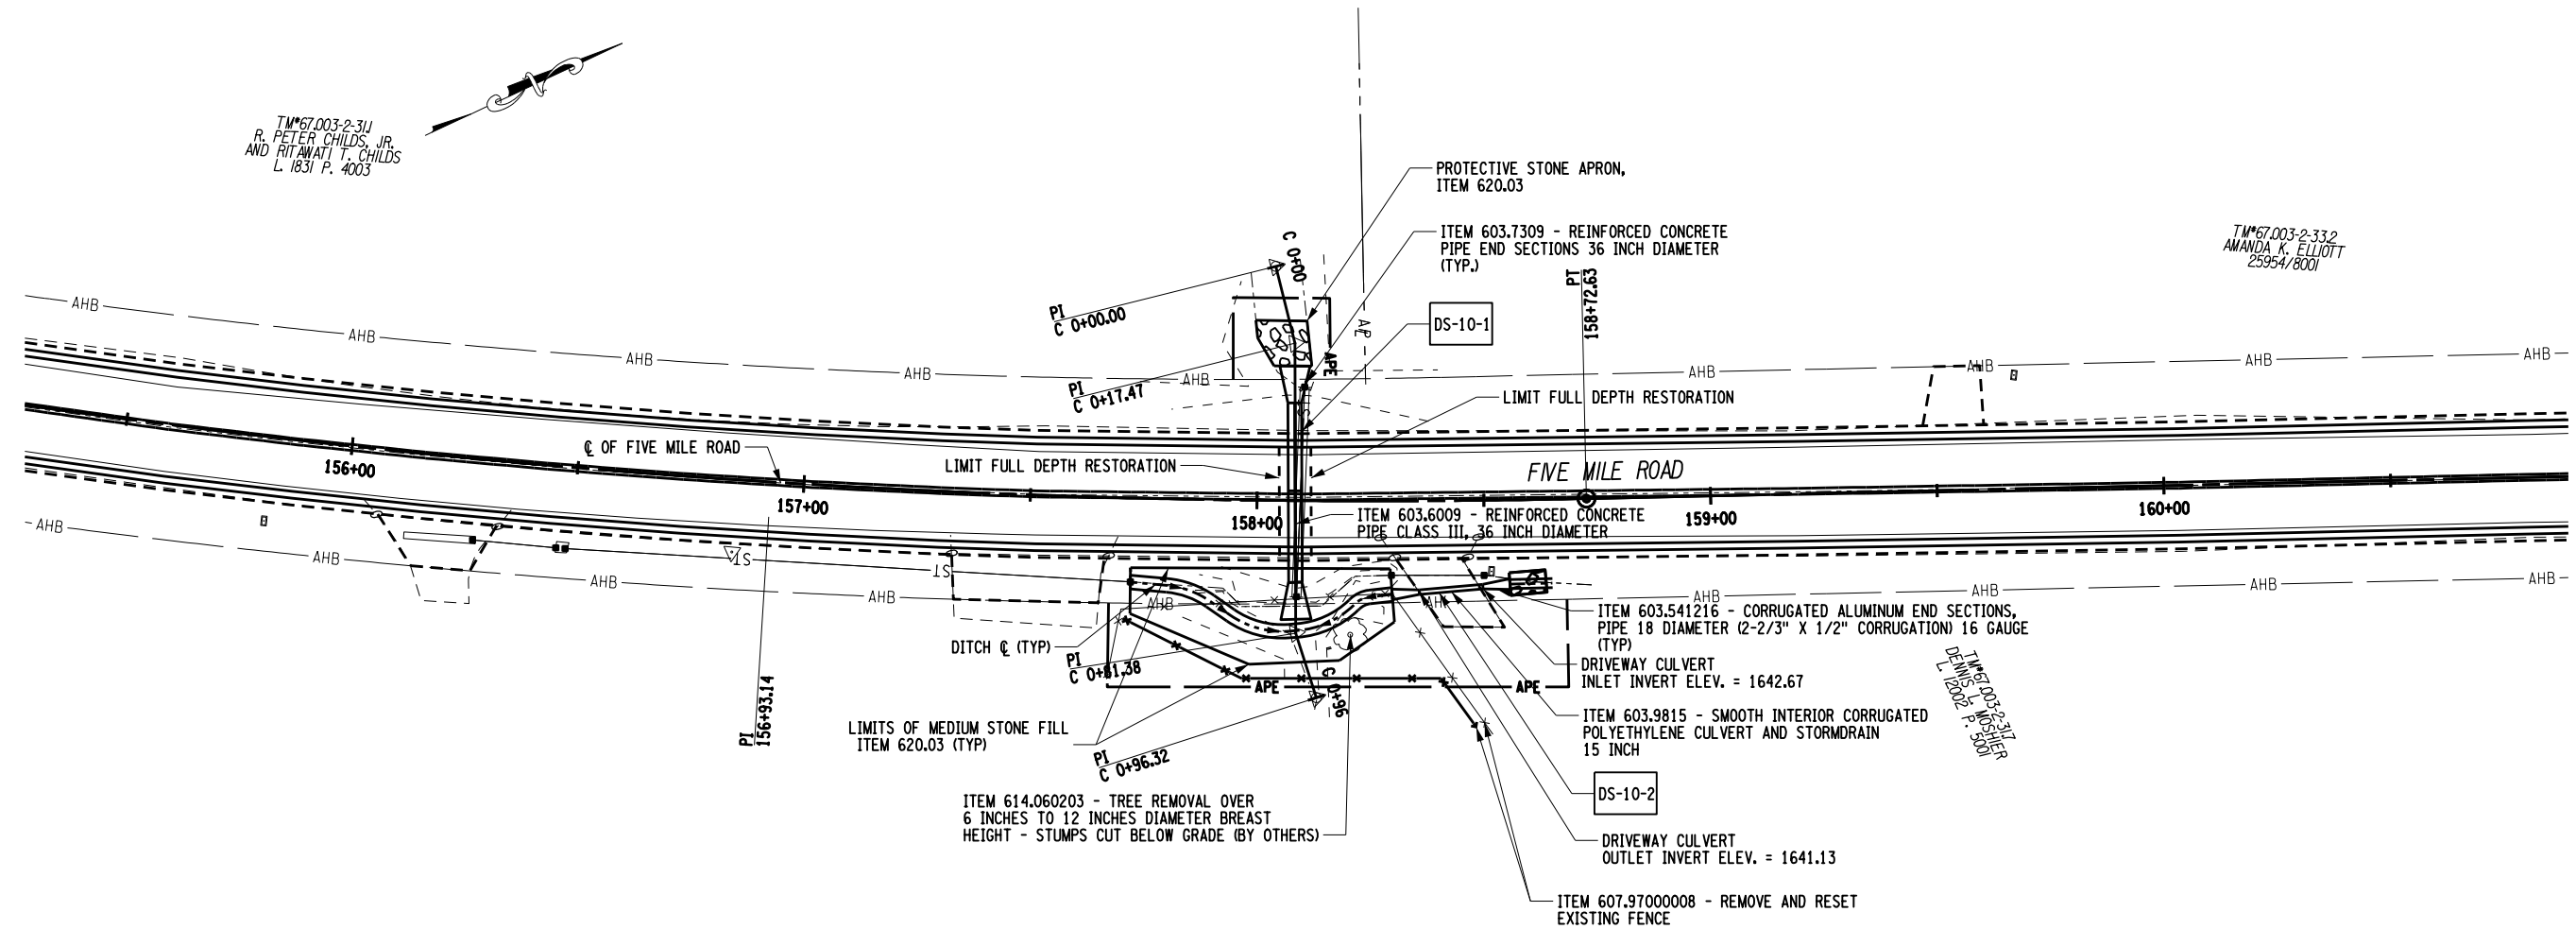 TM#67.003-2-31.1
R. PETER CHILDS, JR.
AND RITAWATI T. CHILDS
L. 1831 P. 4003
PROTECTIVE STONE APRON,
ITEM 620.03
ITEM 603.7309 - REINFORCED CONCRETE
PIPE END SECTIONS 36 INCH DIAMETER
(TYP.)
TM#67.003-2-33.2
AMANDA K. ELLIOTT
25954/8001
C 0+00
PI
C 0+00.00
PI
158+72.63
DS-10-1
APE
PI
C 0+17.47
AHB
AHB
AHB
AHB
AHB
AHB
AHB
AHB
AHB
LIMIT FULL DEPTH RESTORATION
℄ OF FIVE MILE ROAD
LIMIT FULL DEPTH RESTORATION
FIVE MILE ROAD
156+00
157+00
158+00
159+00
160+00
ITEM 603.6009 - REINFORCED CONCRETE
PIPE CLASS III, 36 INCH DIAMETER
AHB
AHB
AHB
AHB
AHB
AHB
AHB
AHB
AHB
ST
ST
ITEM 603.541216 - CORRUGATED ALUMINUM END SECTIONS,
PIPE 18 DIAMETER (2-2/3" X 1/2" CORRUGATION) 16 GAUGE
(TYP)
DITCH ℄ (TYP)
PI
C 0+81.38
DRIVEWAY CULVERT
INLET INVERT ELEV. = 1642.67
TM#67.003-2-31.7
DENNIS L. MOSHIER
L. 12002 P. 5001
PI
156+93.14
APE
C 0+96
APE
LIMITS OF MEDIUM STONE FILL
ITEM 620.03 (TYP)
ITEM 603.9815 - SMOOTH INTERIOR CORRUGATED
POLYETHYLENE CULVERT AND STORMDRAIN
15 INCH
PI
C 0+96.32
DS-10-2
ITEM 614.060203 - TREE REMOVAL OVER
6 INCHES TO 12 INCHES DIAMETER BREAST
HEIGHT - STUMPS CUT BELOW GRADE (BY OTHERS)
DRIVEWAY CULVERT
OUTLET INVERT ELEV. = 1641.13
ITEM 607.97000008 - REMOVE AND RESET
EXISTING FENCE